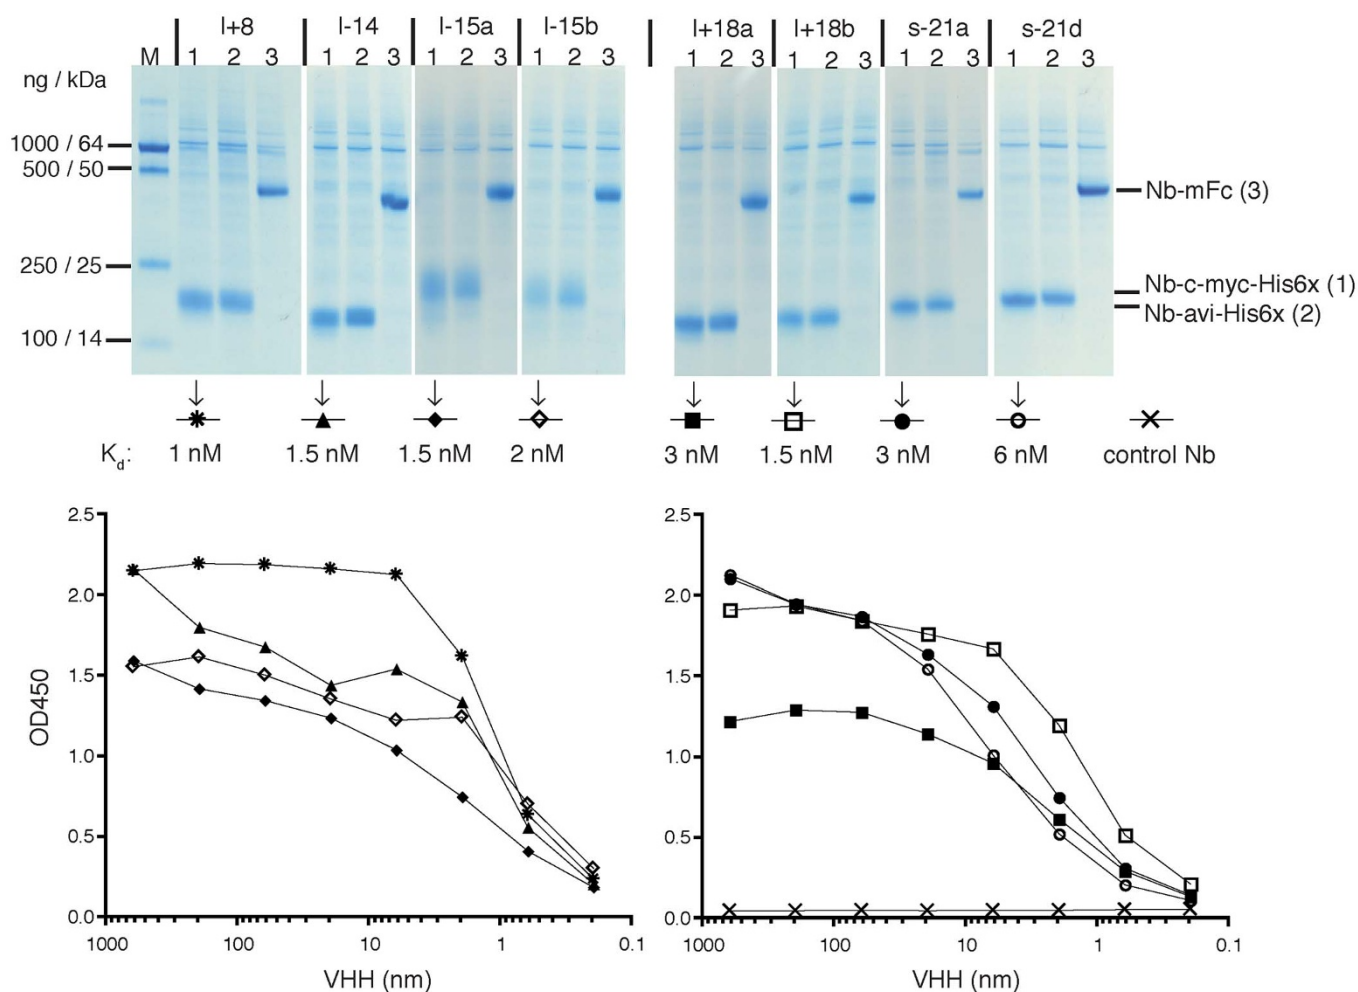 l+8 l-14 l-15a l-15b l+18a l+18b s-21a s-21d
M 1 2 3 1 2 3 1 2 3 1 2 3 1 2 3 1 2 3 1 2 3 1 2 3
ng / kDa
1000 / 64
500 / 50
250 / 25
100 / 14
Nb-mFc (3)
Nb-c-myc-His6x (1)
Nb-avi-His6x (2)
Kd: 1 nM 1.5 nM 1.5 nM 2 nM 3 nM 1.5 nM 3 nM 6 nM control Nb
OD450
2.5
2.0
1.5
1.0
0.5
0.0
1000 100 10 1 0.1
VHH (nm)
2.5
2.0
1.5
1.0
0.5
0.0
1000 100 10 1 0.1
VHH (nm)